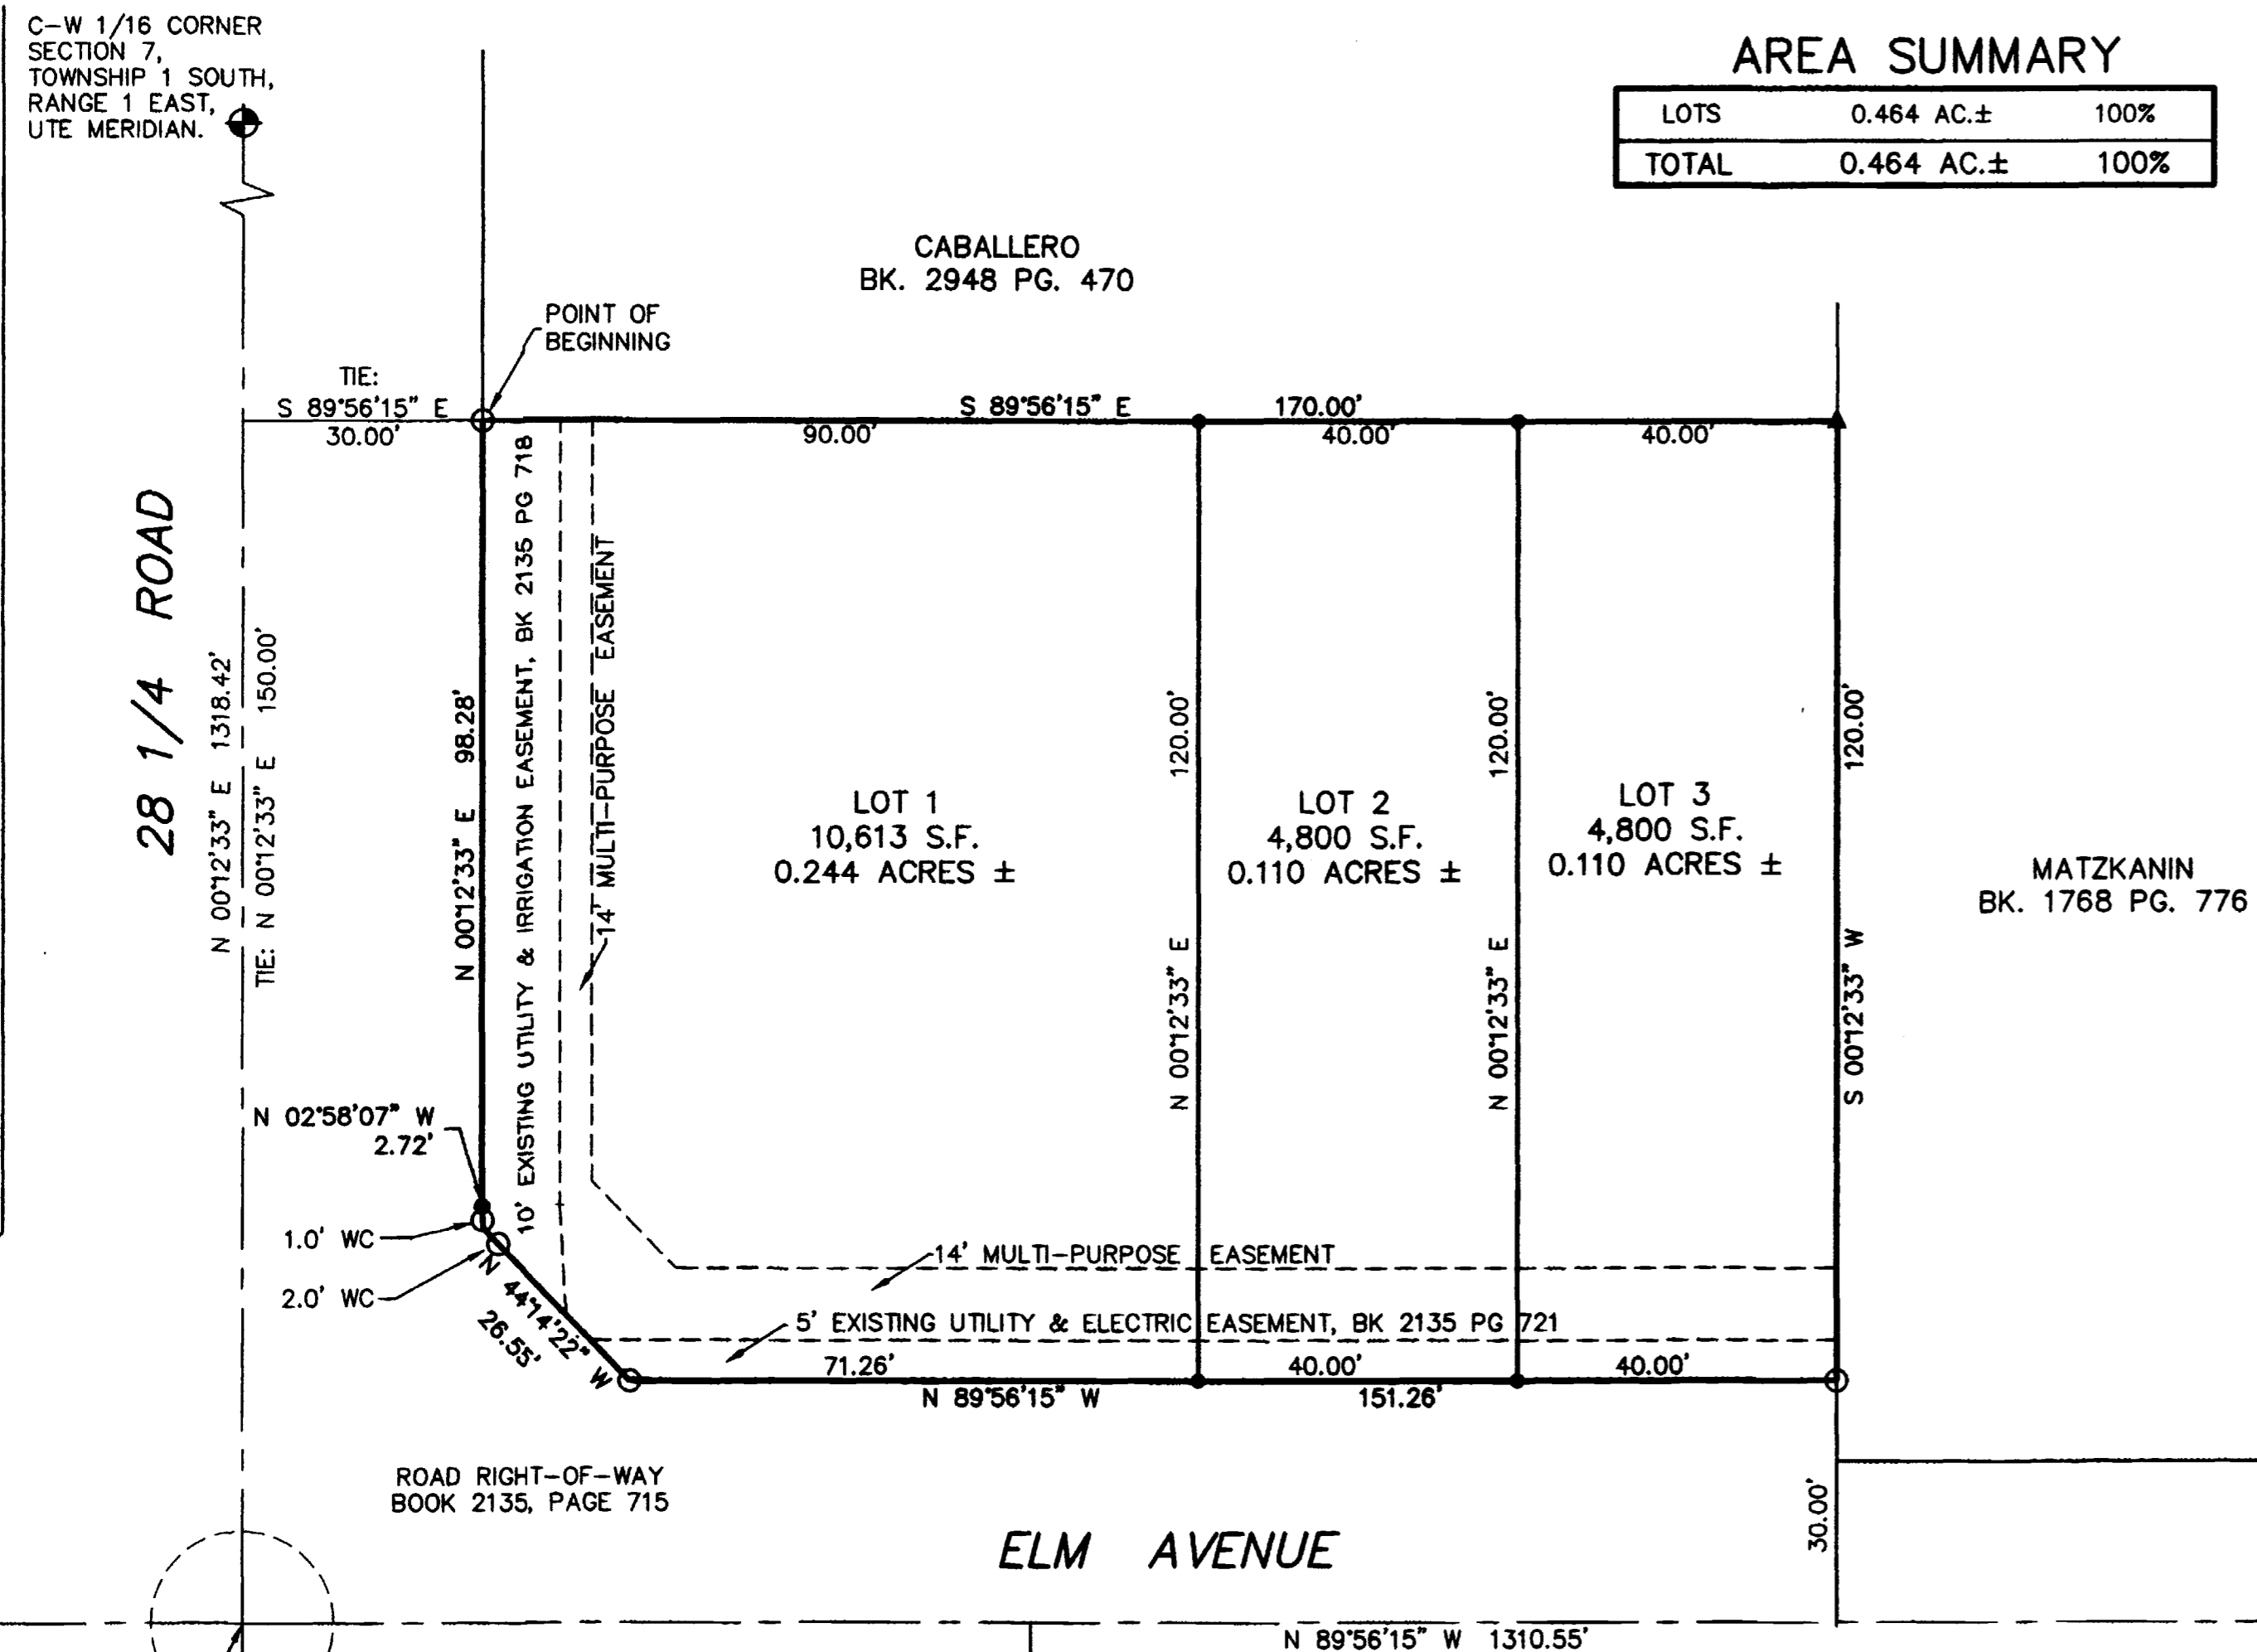 C-W 1/16 CORNER
SECTION 7,
TOWNSHIP 1 SOUTH,
RANGE 1 EAST,
UTE MERIDIAN.
AREA SUMMARY
LOTS 0.464 AC.± 100%
TOTAL 0.464 AC.± 100%
CABALLERO
BK. 2948 PG. 470
POINT OF
BEGINNING
TIE:
S 89°56'15" E
30.00'
S 89°56'15" E 170.00'
90.00' 40.00' 40.00'
28 1/4 ROAD
N 00°12'33" E 1318.42'
TIE: N 00°12'33" E 150.00'
N 00°12'33" E 98.28'
10' EXISTING UTILITY & IRRIGATION EASEMENT, BK 2135 PG 718
14' MULTI-PURPOSE EASEMENT
LOT 1
10,613 S.F.
0.244 ACRES ±
N 00°12'33" E 120.00'
LOT 2
4,800 S.F.
0.110 ACRES ±
N 00°12'33" E 120.00'
LOT 3
4,800 S.F.
0.110 ACRES ±
S 00°12'33" W 120.00'
MATZKANIN
BK. 1768 PG. 776
N 02°58'07" W
2.72'
1.0' WC
2.0' WC
N 44°14'22" W
26.55'
14' MULTI-PURPOSE EASEMENT
5' EXISTING UTILITY & ELECTRIC EASEMENT, BK 2135 PG 721
71.26' 40.00' 40.00'
N 89°56'15" W 151.26'
ROAD RIGHT-OF-WAY
BOOK 2135, PAGE 715
ELM AVENUE
30.00'
N 89°56'15" W 1310.55'